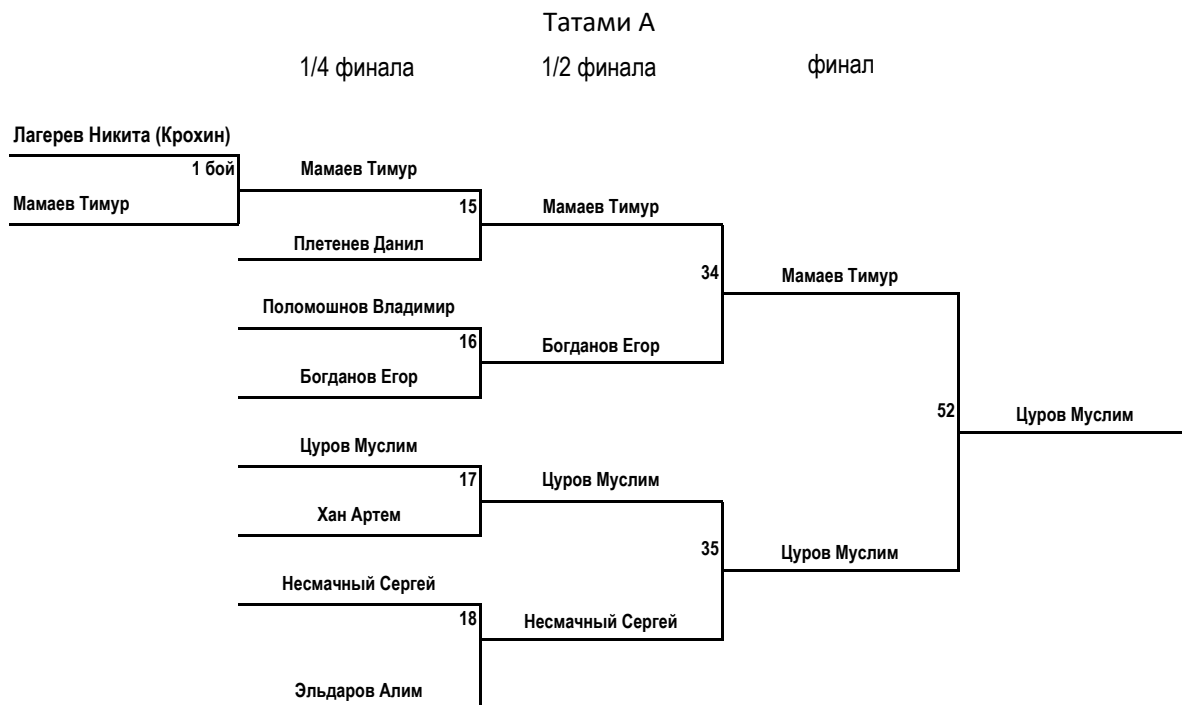 Татами А
1/4 финала
1/2 финала
финал
Лагерев Никита (Крохин)
1 бой
Мамаев Тимур
Мамаев Тимур
15
Мамаев Тимур
Плетенев Данил
34
Мамаев Тимур
Поломошнов Владимир
16
Богданов Егор
Богданов Егор
52
Цуров Муслим
Цуров Муслим
17
Цуров Муслим
Хан Артем
35
Цуров Муслим
Несмачный Сергей
18
Несмачный Сергей
Эльдаров Алим